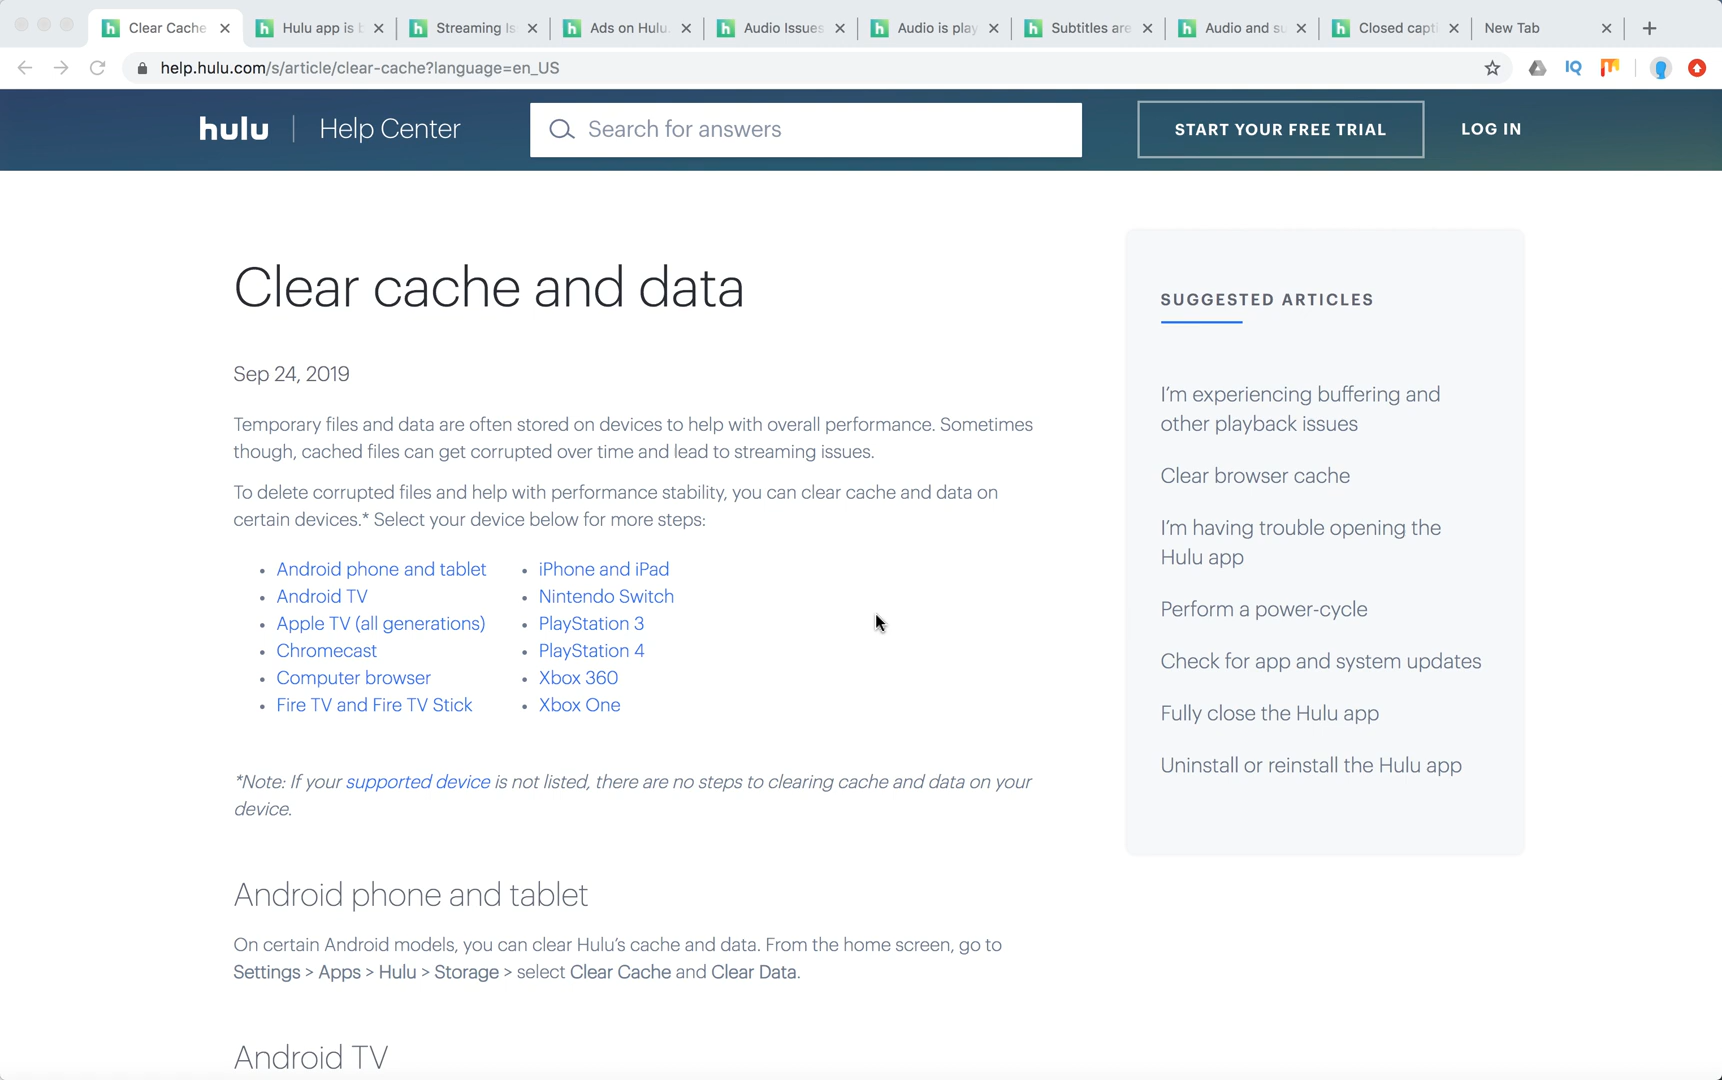 Clear Cache
Hulu app is b
Streaming Is
Ads on Hulu.
Audio Issues
Audio is play
Subtitles are
Audio and su
Closed capti
New Tab
help.hulu.com/s/article/clear-cache?language=en_US
IQ
hulu
Help Center
Search for answers
START YOUR FREE TRIAL
LOG IN
Clear cache and data
Sep 24, 2019
Temporary files and data are often stored on devices to help with overall performance. Sometimes
though, cached files can get corrupted over time and lead to streaming issues.
To delete corrupted files and help with performance stability, you can clear cache and data on
certain devices.* Select your device below for more steps:
• Android phone and tablet
• Android TV
• Apple TV (all generations)
• Chromecast
• Computer browser
• Fire TV and Fire TV Stick
• iPhone and iPad
• Nintendo Switch
• PlayStation 3
• PlayStation 4
• Xbox 360
• Xbox One
*Note: If your supported device is not listed, there are no steps to clearing cache and data on your
device.
Android phone and tablet
On certain Android models, you can clear Hulu's cache and data. From the home screen, go to
Settings > Apps > Hulu > Storage > select Clear Cache and Clear Data.
Android TV
SUGGESTED ARTICLES
I'm experiencing buffering and
other playback issues
Clear browser cache
I'm having trouble opening the
Hulu app
Perform a power-cycle
Check for app and system updates
Fully close the Hulu app
Uninstall or reinstall the Hulu app